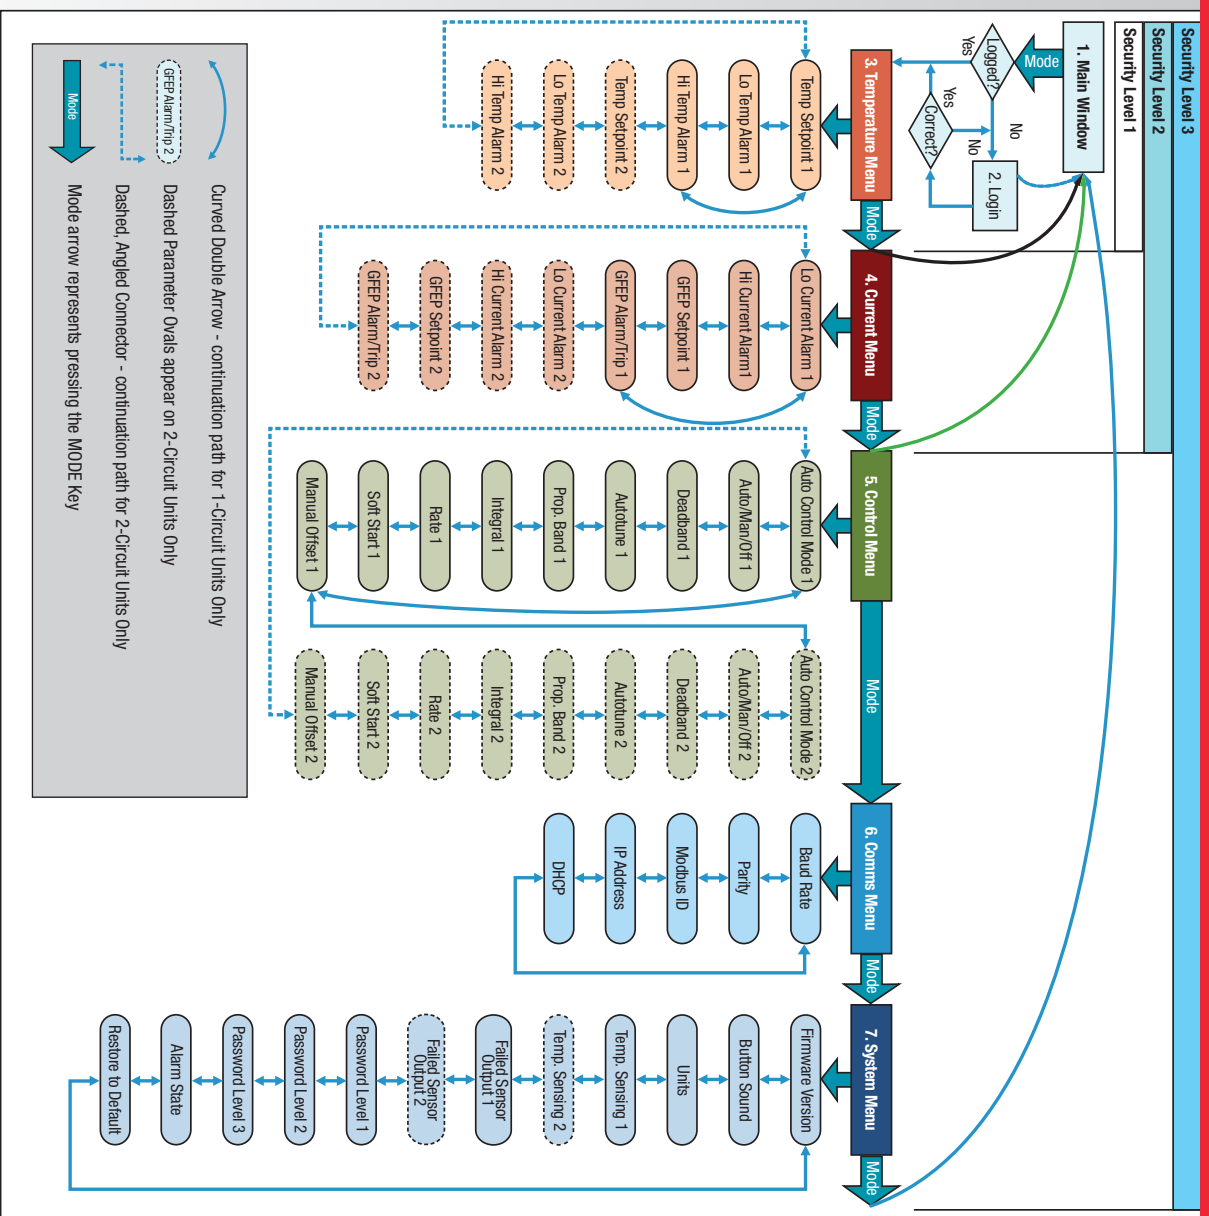 Security Level 3
Security Level 2
Security Level 1
1. Main Window
Mode
Logged?
Yes
No
2. Login
Correct?
Yes
No
3. Temperature Menu
Mode
4. Current Menu
Mode
5. Control Menu
Mode
6. Comms Menu
Mode
7. System Menu
Mode
Temp Setpoint 1
Lo Temp Alarm 1
Hi Temp Alarm 1
Temp Setpoint 2
Lo Temp Alarm 2
Hi Temp Alarm 2
Lo Current Alarm 1
Hi Current Alarm1
GFEP Setpoint 1
GFEP Alarm/Trip 1
Lo Current Alarm 2
Hi Current Alarm 2
GFEP Setpoint 2
GFEP Alarm/Trip 2
Auto Control Mode 1
Auto/Man/Off 1
Deadband 1
Autotune 1
Prop. Band 1
Integral 1
Rate 1
Soft Start 1
Manual Offset 1
Auto Control Mode 2
Auto/Man/Off 2
Deadband 2
Autotune 2
Prop. Band 2
Integral 2
Rate 2
Soft Start 2
Manual Offset 2
Baud Rate
Parity
Modbus ID
IP Address
DHCP
Firmware Version
Button Sound
Units
Temp. Sensing 1
Temp. Sensing 2
Failed Sensor
Output 1
Failed Sensor
Output 2
Password Level 1
Password Level 2
Password Level 3
Alarm State
Restore to Default
Curved Double Arrow - continuation path for 1-Circuit Units Only
GFEP Alarm/Trip 2
Dashed Parameter Ovals appear on 2-Circuit Units Only
Dashed, Angled Connector - continuation path for 2-Circuit Units Only
Mode
Mode arrow represents pressing the MODE Key